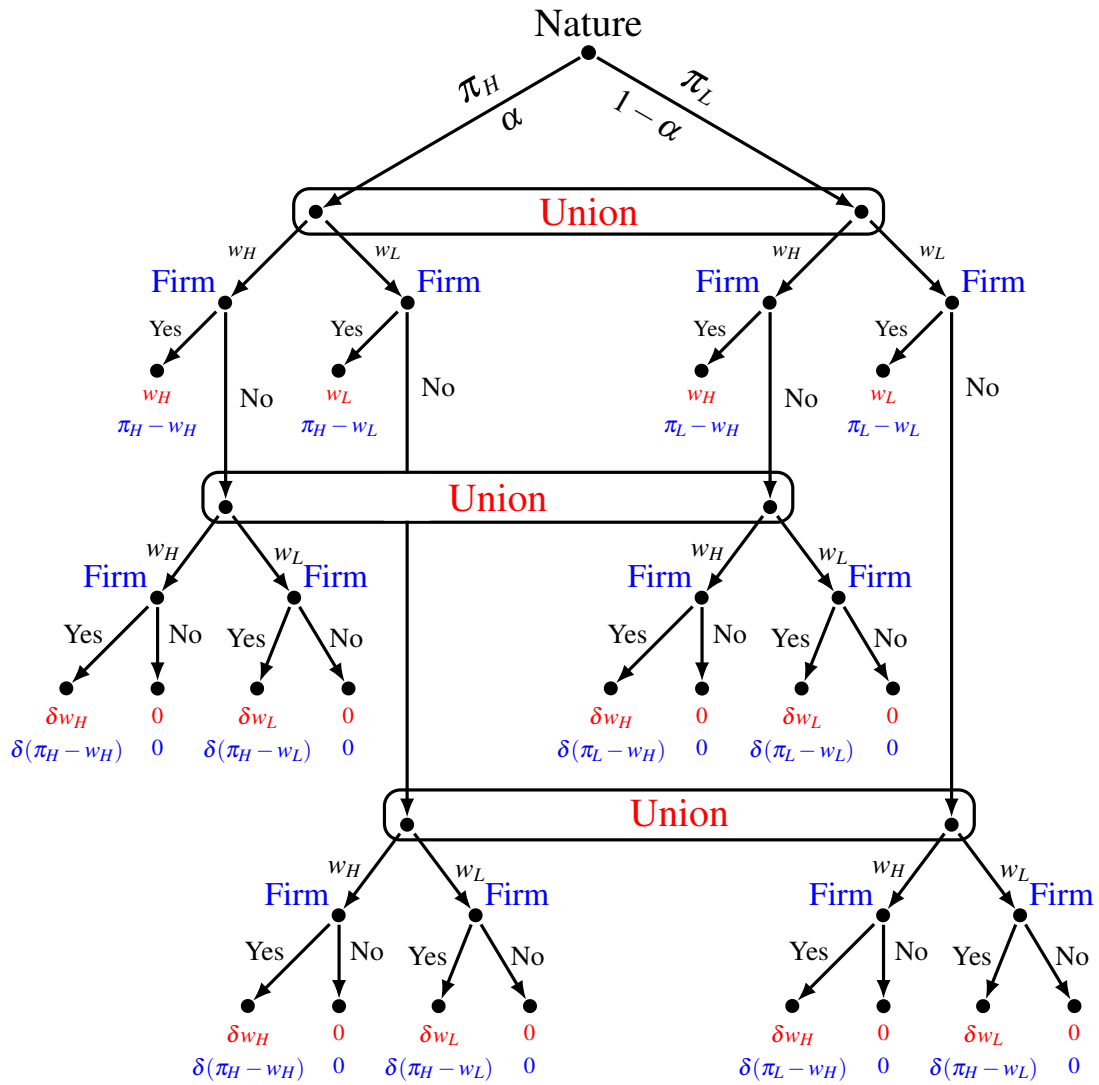 Nature
π_H π_L
α 1 − α
Union
w_H w_L w_H w_L
Firm Firm Firm Firm
Yes Yes Yes Yes
No No No No
w_H w_L w_H w_L
π_H − w_H π_H − w_L π_L − w_H π_L − w_L
Union
w_H w_L w_H w_L
Firm Firm Firm Firm
Yes No Yes No Yes No Yes No
δw_H 0 δw_L 0 δw_H 0 δw_L 0
δ(π_H − w_H) 0 δ(π_H − w_L) 0 δ(π_L − w_H) 0 δ(π_L − w_L) 0
Union
w_H w_L w_H w_L
Firm Firm Firm Firm
Yes No Yes No Yes No Yes No
δw_H 0 δw_L 0 δw_H 0 δw_L 0
δ(π_H − w_H) 0 δ(π_H − w_L) 0 δ(π_L − w_H) 0 δ(π_H − w_L) 0